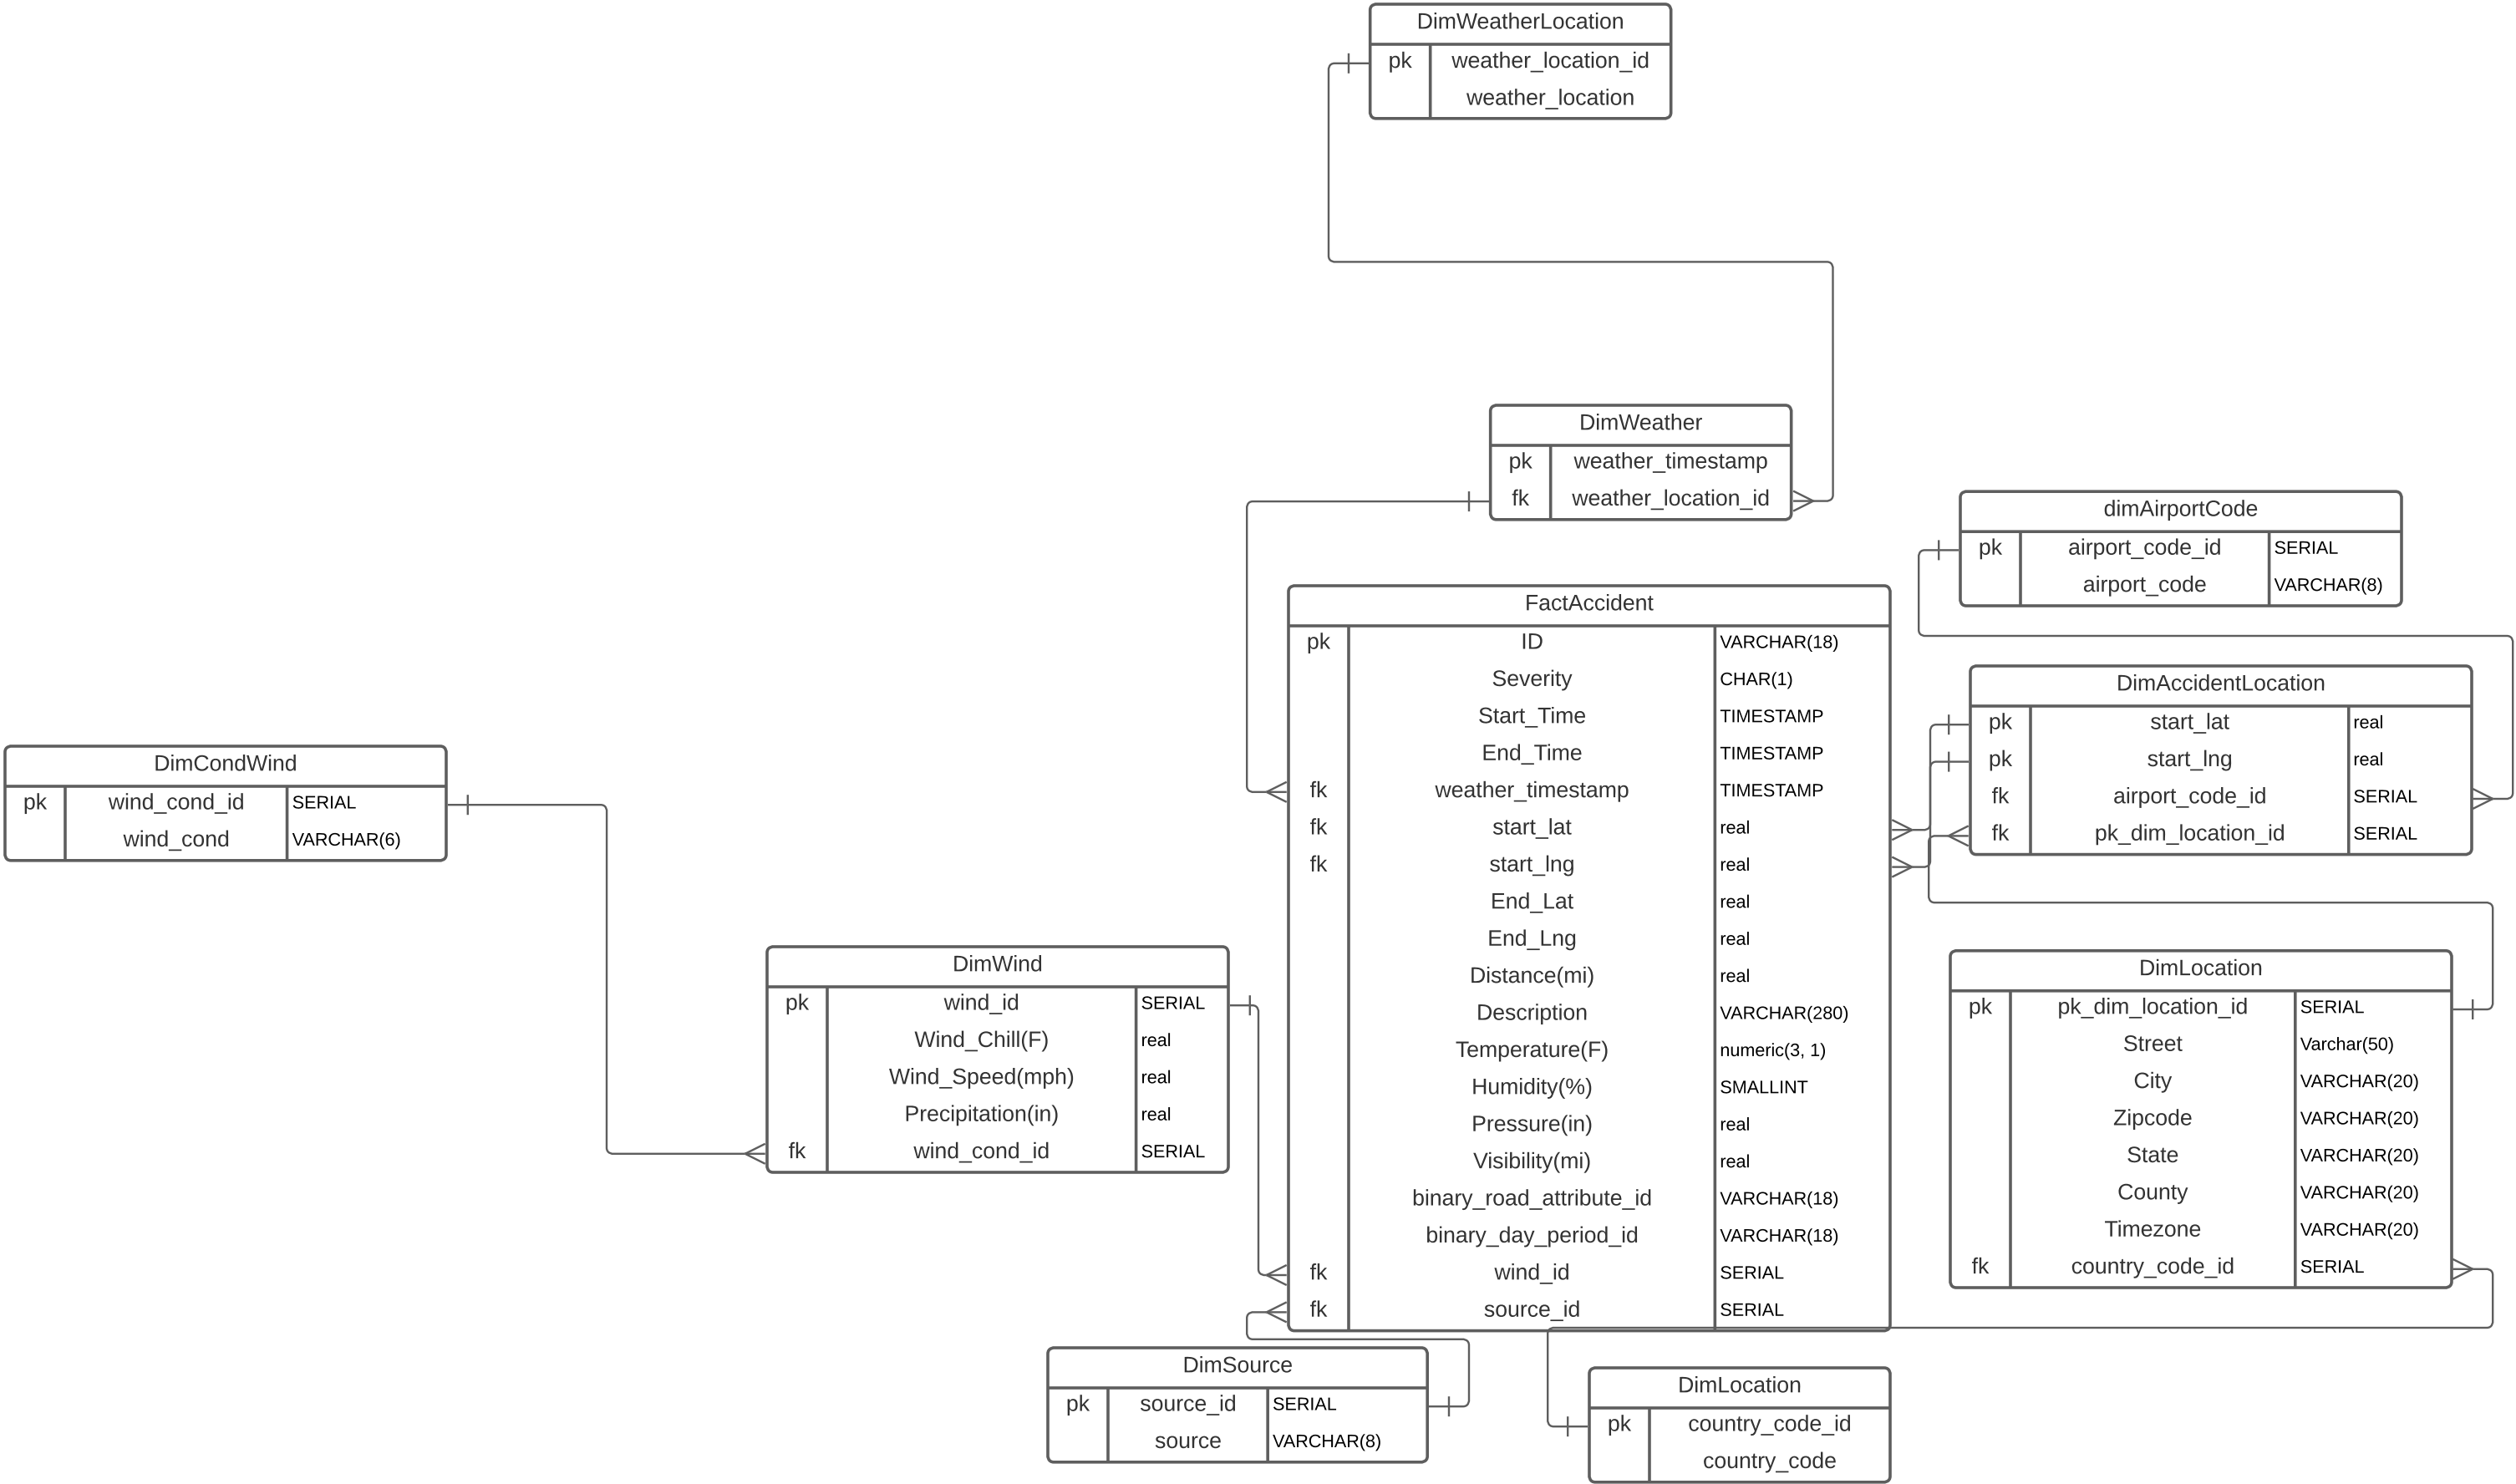 DimWeatherLocation
pk weather_location_id
weather_location
DimWeather
pk weather_timestamp
fk weather_location_id
dimAirportCode
pk airport_code_id SERIAL
airport_code VARCHAR(8)
FactAccident
pk ID VARCHAR(18)
Severity CHAR(1)
Start_Time TIMESTAMP
End_Time TIMESTAMP
fk weather_timestamp TIMESTAMP
fk start_lat real
fk start_lng real
End_Lat real
End_Lng real
Distance(mi) real
Description VARCHAR(280)
Temperature(F) numeric(3, 1)
Humidity(%) SMALLINT
Pressure(in) real
Visibility(mi) real
binary_road_attribute_id VARCHAR(18)
binary_day_period_id VARCHAR(18)
fk wind_id SERIAL
fk source_id SERIAL
DimAccidentLocation
pk start_lat real
pk start_lng real
fk airport_code_id SERIAL
fk pk_dim_location_id SERIAL
DimCondWind
pk wind_cond_id SERIAL
wind_cond VARCHAR(6)
DimWind
pk wind_id SERIAL
Wind_Chill(F) real
Wind_Speed(mph) real
Precipitation(in) real
fk wind_cond_id SERIAL
DimLocation
pk pk_dim_location_id SERIAL
Street Varchar(50)
City VARCHAR(20)
Zipcode VARCHAR(20)
State VARCHAR(20)
County VARCHAR(20)
Timezone VARCHAR(20)
fk country_code_id SERIAL
DimSource
pk source_id SERIAL
source VARCHAR(8)
DimLocation
pk country_code_id
country_code